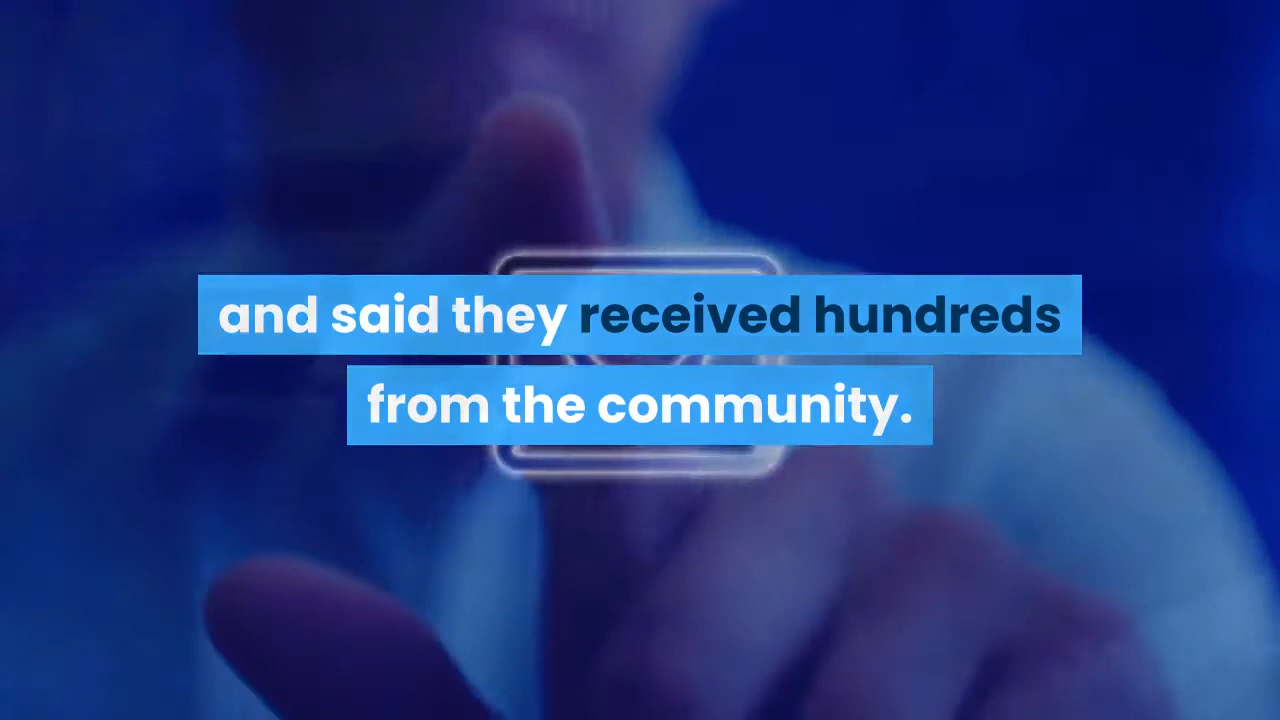 and said they received hundreds
from the community.